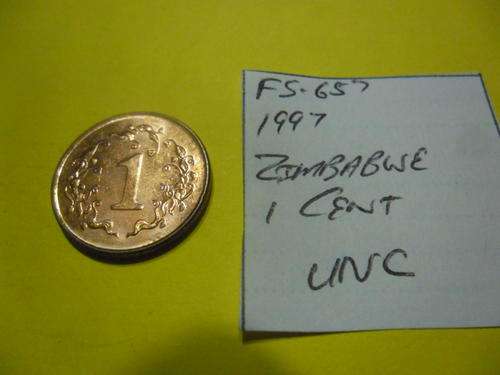 1
FS-657
1997
ZIMBABWE
1 CENT
UNC